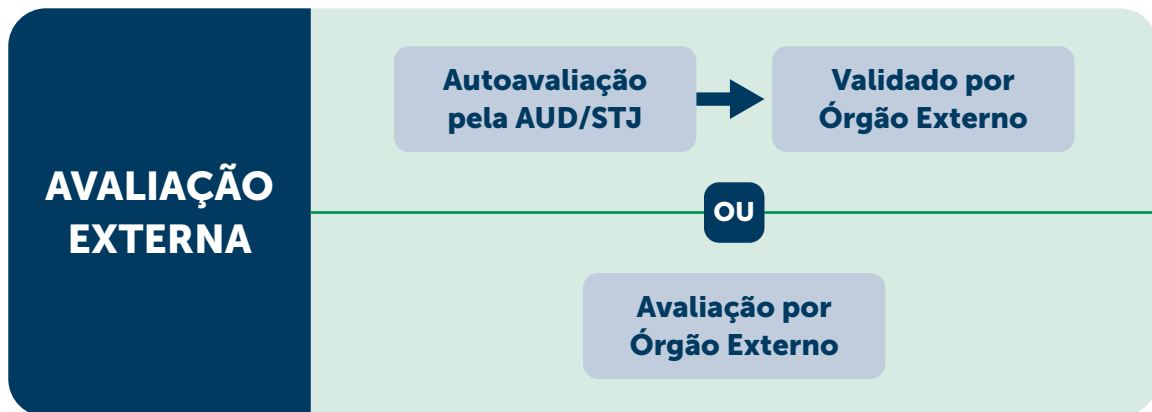 AVALIAÇÃO
EXTERNA
Autoavaliação
pela AUD/STJ
Validado por
Órgão Externo
OU
Avaliação por
Órgão Externo